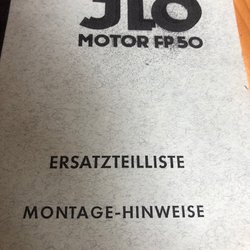 JLO
MOTOR FP 50
ERSATZTEILLISTE
MONTAGE-HINWEISE